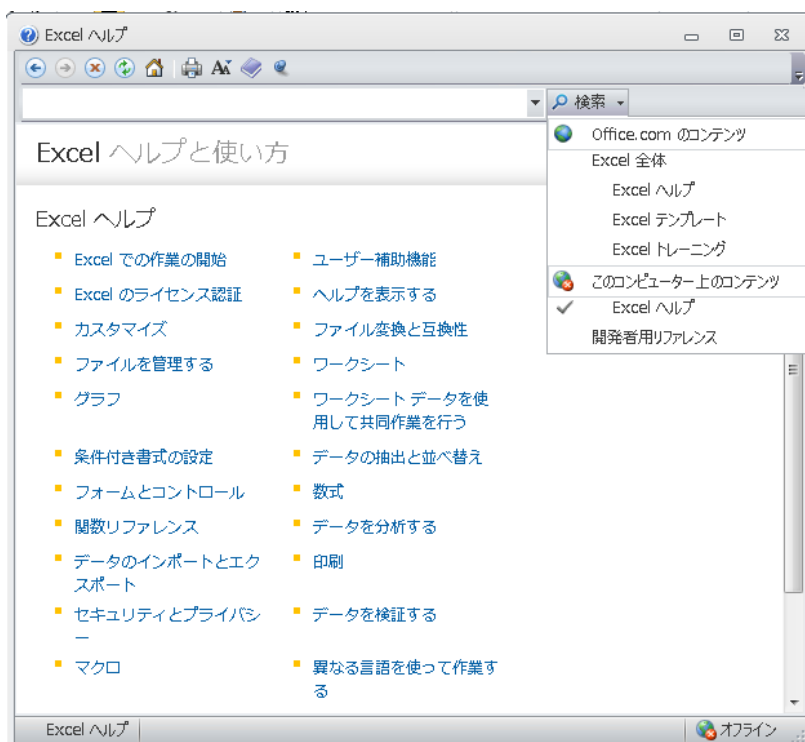 Excel ヘルプ
検索
Office.com のコンテンツ
Excel 全体
Excel ヘルプ
Excel テンプレート
Excel トレーニング
このコンピューター上のコンテンツ
Excel ヘルプ
開発者用リファレンス
Excel ヘルプと使い方
Excel ヘルプ
Excel での作業の開始
ユーザー補助機能
Excel のライセンス認証
ヘルプを表示する
カスタマイズ
ファイル変換と互換性
ファイルを管理する
ワークシート
グラフ
ワークシート データを使
用して共同作業を行う
条件付き書式の設定
データの抽出と並べ替え
フォームとコントロール
数式
関数リファレンス
データを分析する
データのインポートとエク
スポート
印刷
セキュリティとプライバシ
ー
データを検証する
マクロ
異なる言語を使って作業す
る
Excel ヘルプ
オフライン